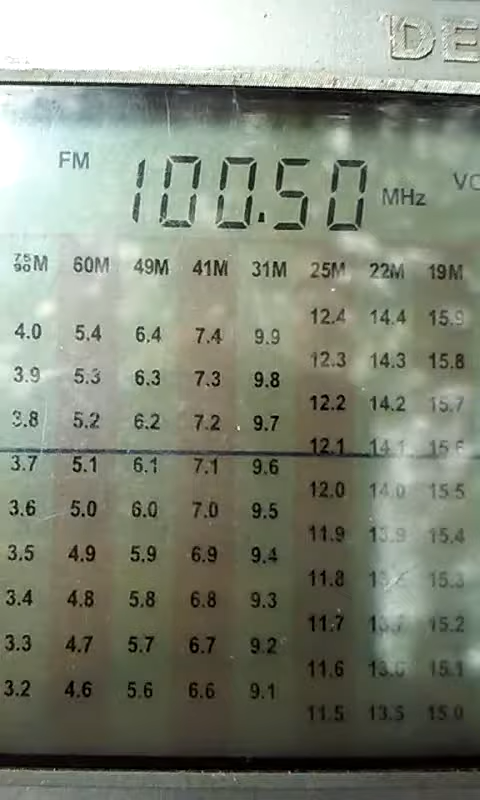 DE
FM 100.50 MHz VO
75 90 M 60M 49M 41M 31M 25M 22M 19M
12.4 14.4 15.9
4.0 5.4 6.4 7.4 9.9
12.3 14.3 15.8
3.9 5.3 6.3 7.3 9.8
12.2 14.2 15.7
3.8 5.2 6.2 7.2 9.7
12.1 14.1 15.6
3.7 5.1 6.1 7.1 9.6
12.0 14.0 15.5
3.6 5.0 6.0 7.0 9.5
11.9 13.9 15.4
3.5 4.9 5.9 6.9 9.4
11.8 15.3
3.4 4.8 5.8 6.8 9.3
11.7 13.7 15.2
3.3 4.7 5.7 6.7 9.2
11.6 13.6 15.1
3.2 4.6 5.6 6.6 9.1
11.5 13.5 15.0